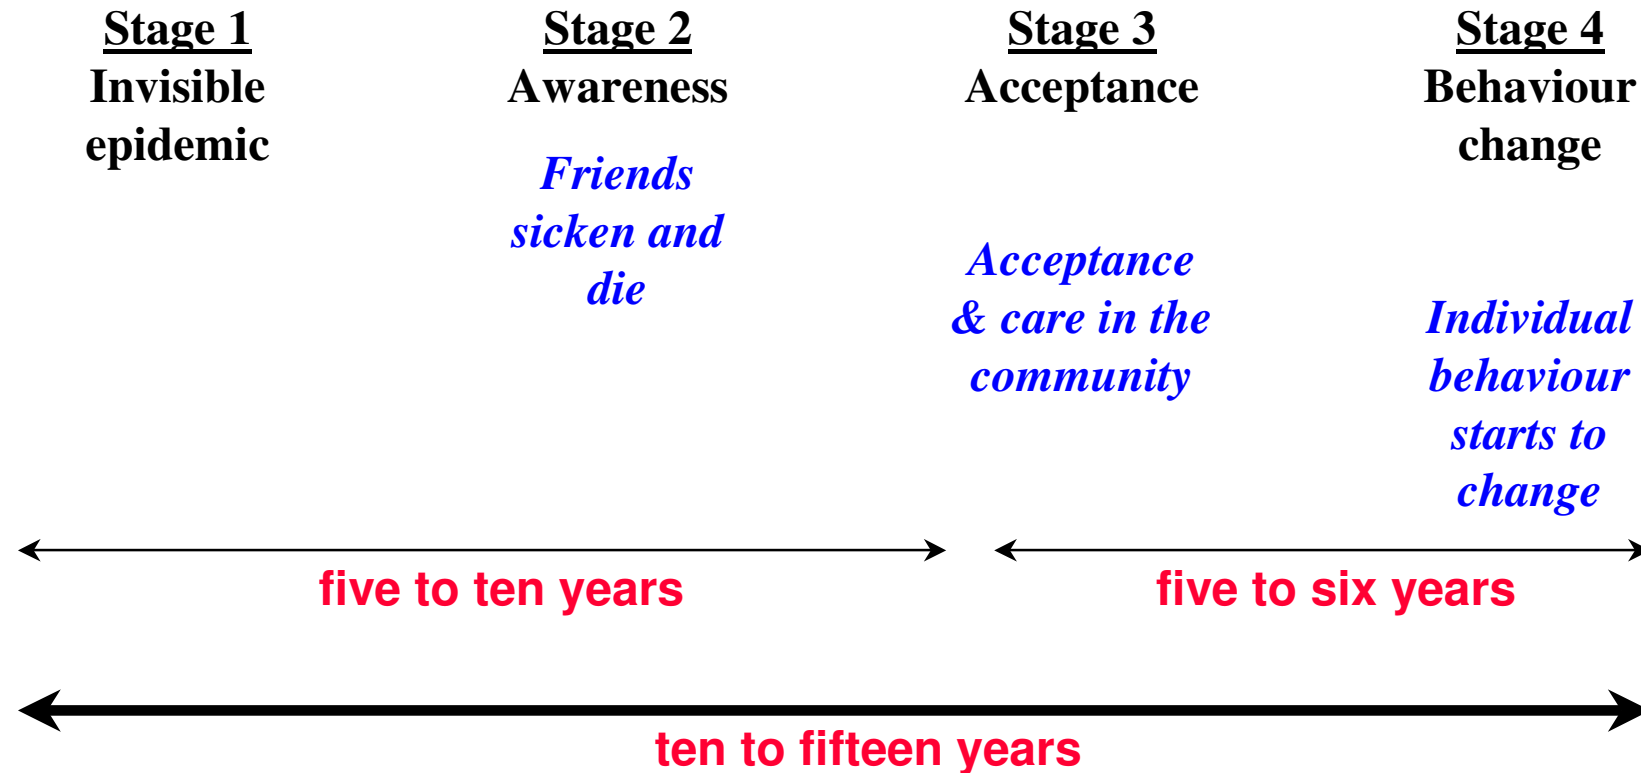 Stage 1
Invisible
epidemic
Stage 2
Awareness
Friends
sicken and
die
Stage 3
Acceptance
Acceptance
& care in the
community
Stage 4
Behaviour
change
Individual
behaviour
starts to
change
five to ten years
five to six years
ten to fifteen years